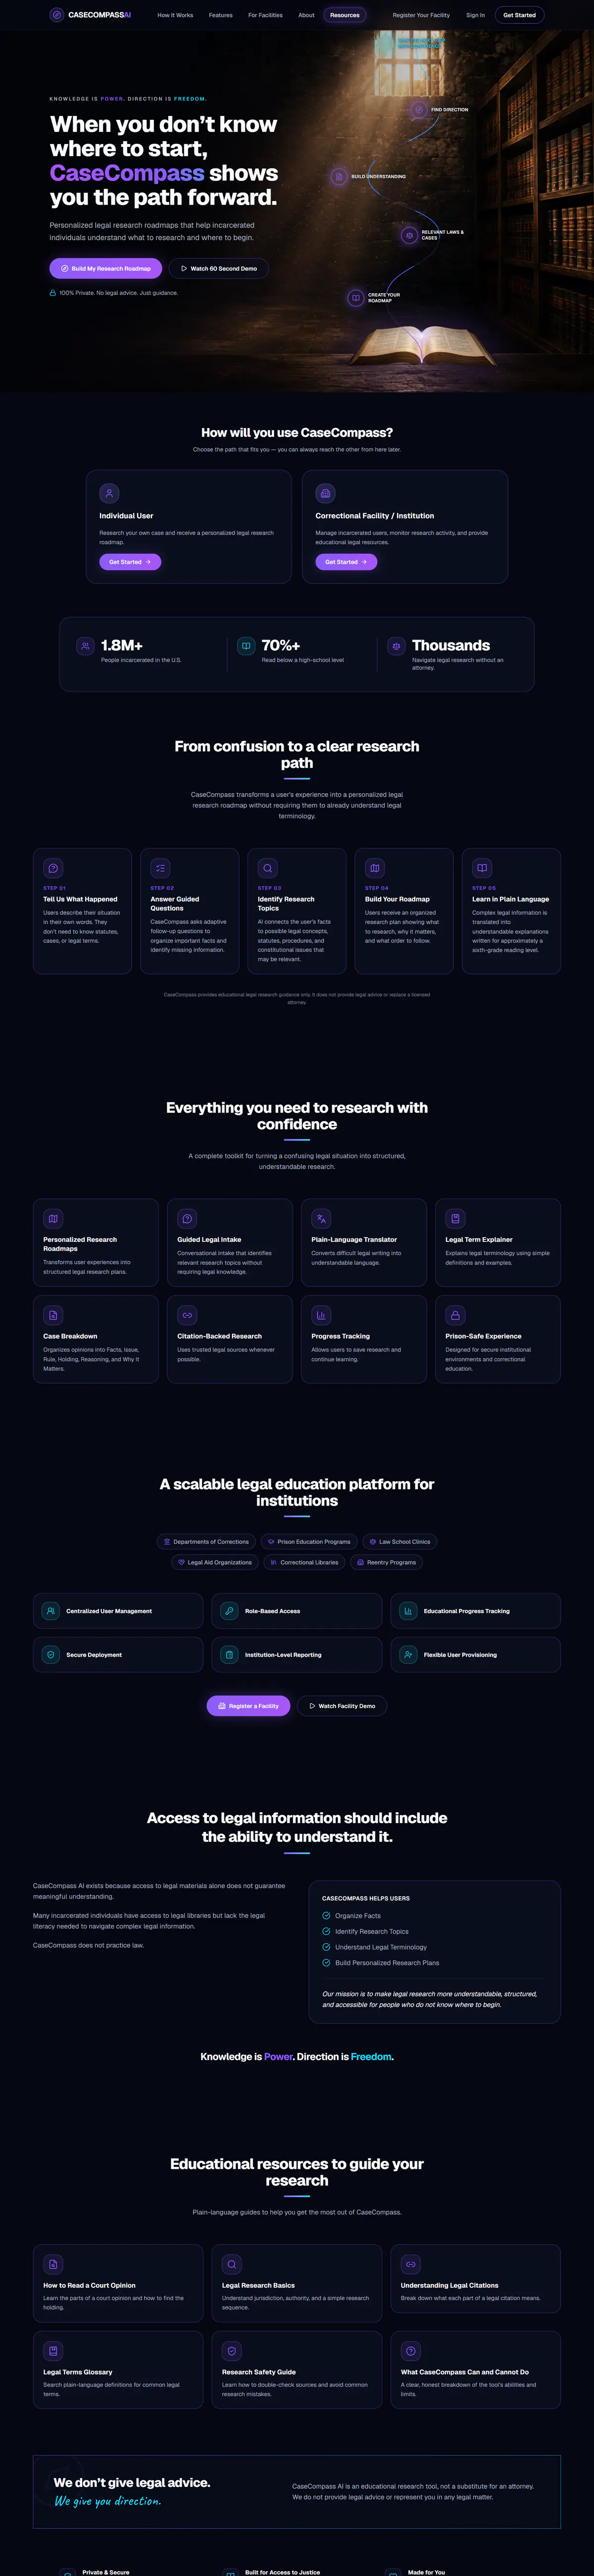 CASECOMPASSAI
How It Works
Features
For Facilities
About
Resources
Register Your Facility
Sign In
Get Started
KNOWLEDGE IS POWER. DIRECTION IS FREEDOM.
When you don't know
where to start,
CaseCompass shows
you the path forward.
Personalized legal research roadmaps that help incarcerated
individuals understand what to research and where to begin.
Build My Research Roadmap
Watch 60 Second Demo
100% Private. No legal advice. Just guidance.
FIND DIRECTION
BUILD UNDERSTANDING
RELEVANT LAWS &
CASES
CREATE YOUR
ROADMAP
How will you use CaseCompass?
Choose the path that fits you — you can always reach the other from here later.
Individual User
Research your own case and receive a personalized legal research
roadmap.
Get Started
Correctional Facility / Institution
Manage incarcerated users, monitor research activity, and provide
educational legal resources.
Get Started
1.8M+
People incarcerated in the U.S.
70%+
Read below a high-school level
Thousands
Navigate legal research without an
attorney.
From confusion to a clear research
path
CaseCompass transforms a user's experience into a personalized legal
research roadmap without requiring them to already understand legal
terminology.
STEP 01
Tell Us What Happened
Users describe their situation
in their own words. They
don't need to know statutes,
cases, or legal terms.
STEP 02
Answer Guided
Questions
CaseCompass asks adaptive
follow-up questions to
organize important facts and
identify missing information.
STEP 03
Identify Research
Topics
AI connects the user's facts
to possible legal concepts,
statutes, procedures, and
constitutional issues that
may be relevant.
STEP 04
Build Your Roadmap
Users receive an organized
research plan showing what
to research, why it matters,
and what order to follow.
STEP 05
Learn in Plain Language
Complex legal information is
translated into
understandable explanations
written for approximately a
sixth-grade reading level.
CaseCompass provides educational legal research guidance only. It does not provide legal advice or replace a licensed
attorney.
Everything you need to research with
confidence
A complete toolkit for turning a confusing legal situation into structured,
understandable research.
Personalized Research
Roadmaps
Transforms user experiences into
structured legal research plans.
Guided Legal Intake
Conversational intake that identifies
relevant research topics without
requiring legal knowledge.
Plain-Language Translator
Converts difficult legal writing into
understandable language.
Legal Term Explainer
Explains legal terminology using simple
definitions and examples.
Case Breakdown
Organizes opinions into Facts, Issue,
Rule, Holding, Reasoning, and Why It
Matters.
Citation-Backed Research
Uses trusted legal sources whenever
possible.
Progress Tracking
Allows users to save research and
continue learning.
Prison-Safe Experience
Designed for secure institutional
environments and correctional
education.
A scalable legal education platform for
institutions
Departments of Corrections
Prison Education Programs
Law School Clinics
Legal Aid Organizations
Correctional Libraries
Reentry Programs
Centralized User Management
Role-Based Access
Educational Progress Tracking
Secure Deployment
Institution-Level Reporting
Flexible User Provisioning
Register a Facility
Watch Facility Demo
Access to legal information should include
the ability to understand it.
CaseCompass AI exists because access to legal materials alone does not guarantee
meaningful understanding.
Many incarcerated individuals have access to legal libraries but lack the legal
literacy needed to navigate complex legal information.
CaseCompass does not practice law.
CASECOMPASS HELPS USERS
Organize Facts
Identify Research Topics
Understand Legal Terminology
Build Personalized Research Plans
Our mission is to make legal research more understandable, structured,
and accessible for people who do not know where to begin.
Knowledge is Power. Direction is Freedom.
Educational resources to guide your
research
Plain-language guides to help you get the most out of CaseCompass.
How to Read a Court Opinion
Learn the parts of a court opinion and how to find the
holding.
Legal Research Basics
Understand jurisdiction, authority, and a simple research
sequence.
Understanding Legal Citations
Break down what each part of a legal citation means.
Legal Terms Glossary
Search plain-language definitions for common legal
terms.
Research Safety Guide
Learn how to double-check sources and avoid common
research mistakes.
What CaseCompass Can and Cannot Do
A clear, honest breakdown of the tool's abilities and
limits.
We don't give legal advice.
We give you direction.
CaseCompass AI is an educational research tool, not a substitute for an attorney.
We do not provide legal advice or represent you in any legal matter.
Private & Secure
Built for Access to Justice
Made for You